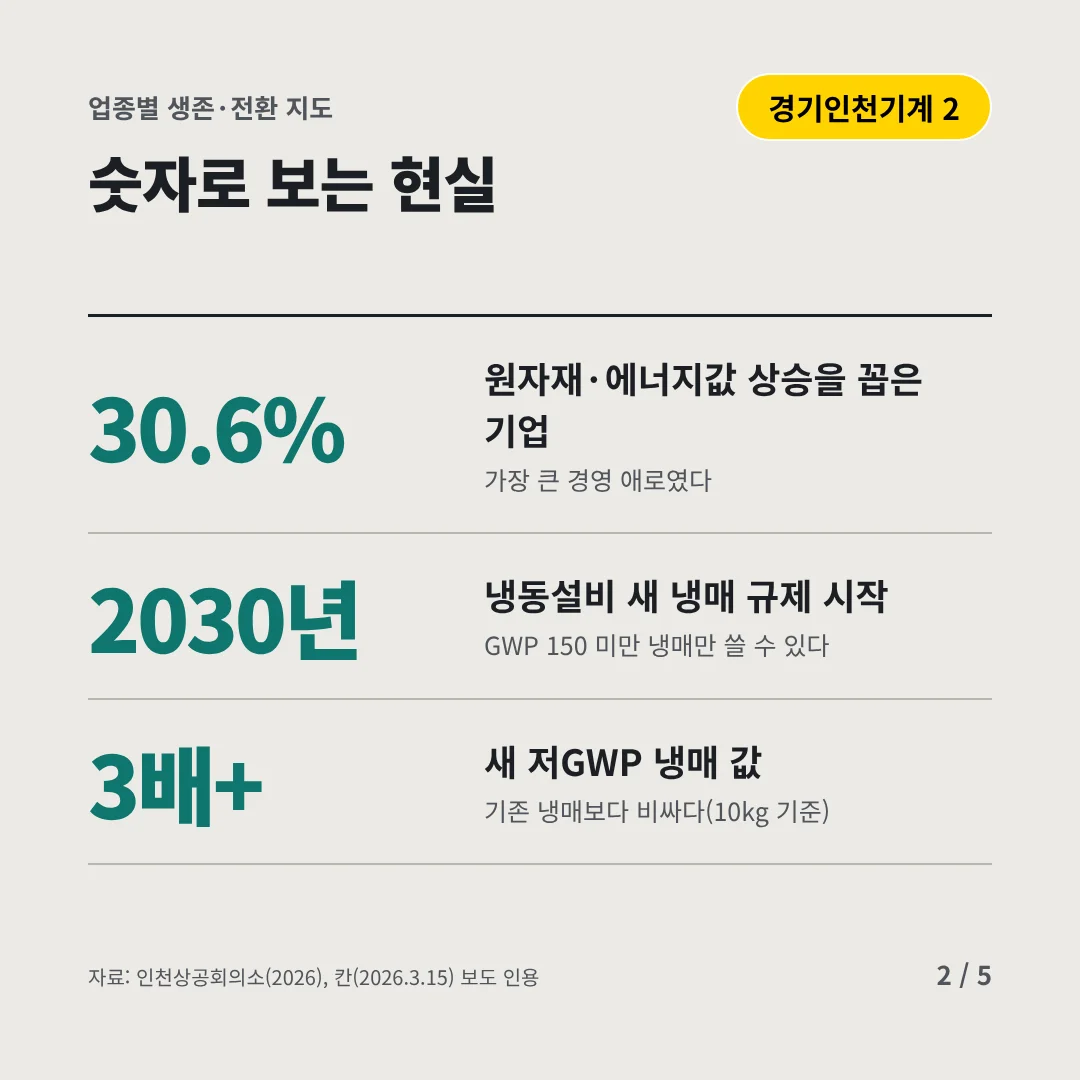 업종별 생존·전환 지도
경기인천기계 2
숫자로 보는 현실
30.6%
원자재·에너지값 상승을 꼽은
기업
가장 큰 경영 애로였다
2030년
냉동설비 새 냉매 규제 시작
GWP 150 미만 냉매만 쓸 수 있다
3배+
새 저GWP 냉매 값
기존 냉매보다 비싸다(10kg 기준)
자료: 인천상공회의소(2026), 칸(2026.3.15) 보도 인용
2 / 5